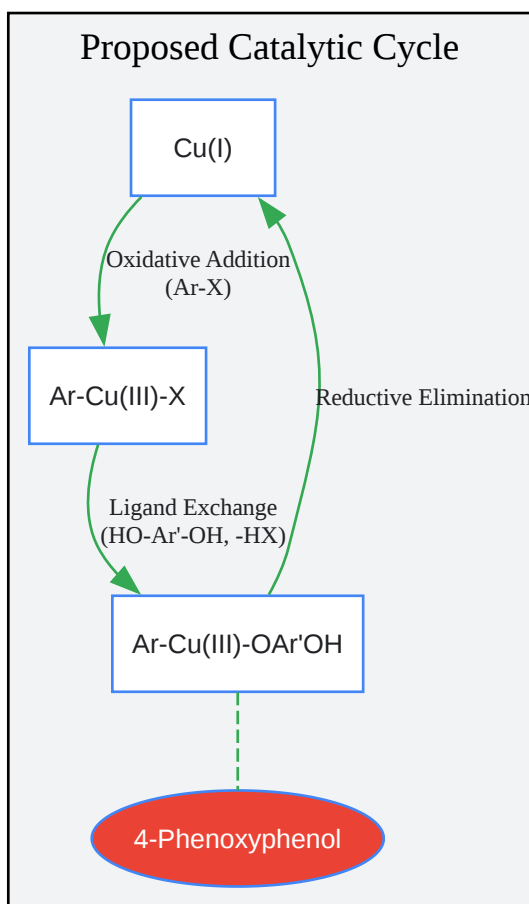 Proposed Catalytic Cycle
Cu(I)
Oxidative Addition
(Ar-X)
Ar-Cu(III)-X
Reductive Elimination
Ligand Exchange
(HO-Ar'-OH, -HX)
Ar-Cu(III)-OAr'OH
4-Phenoxyphenol